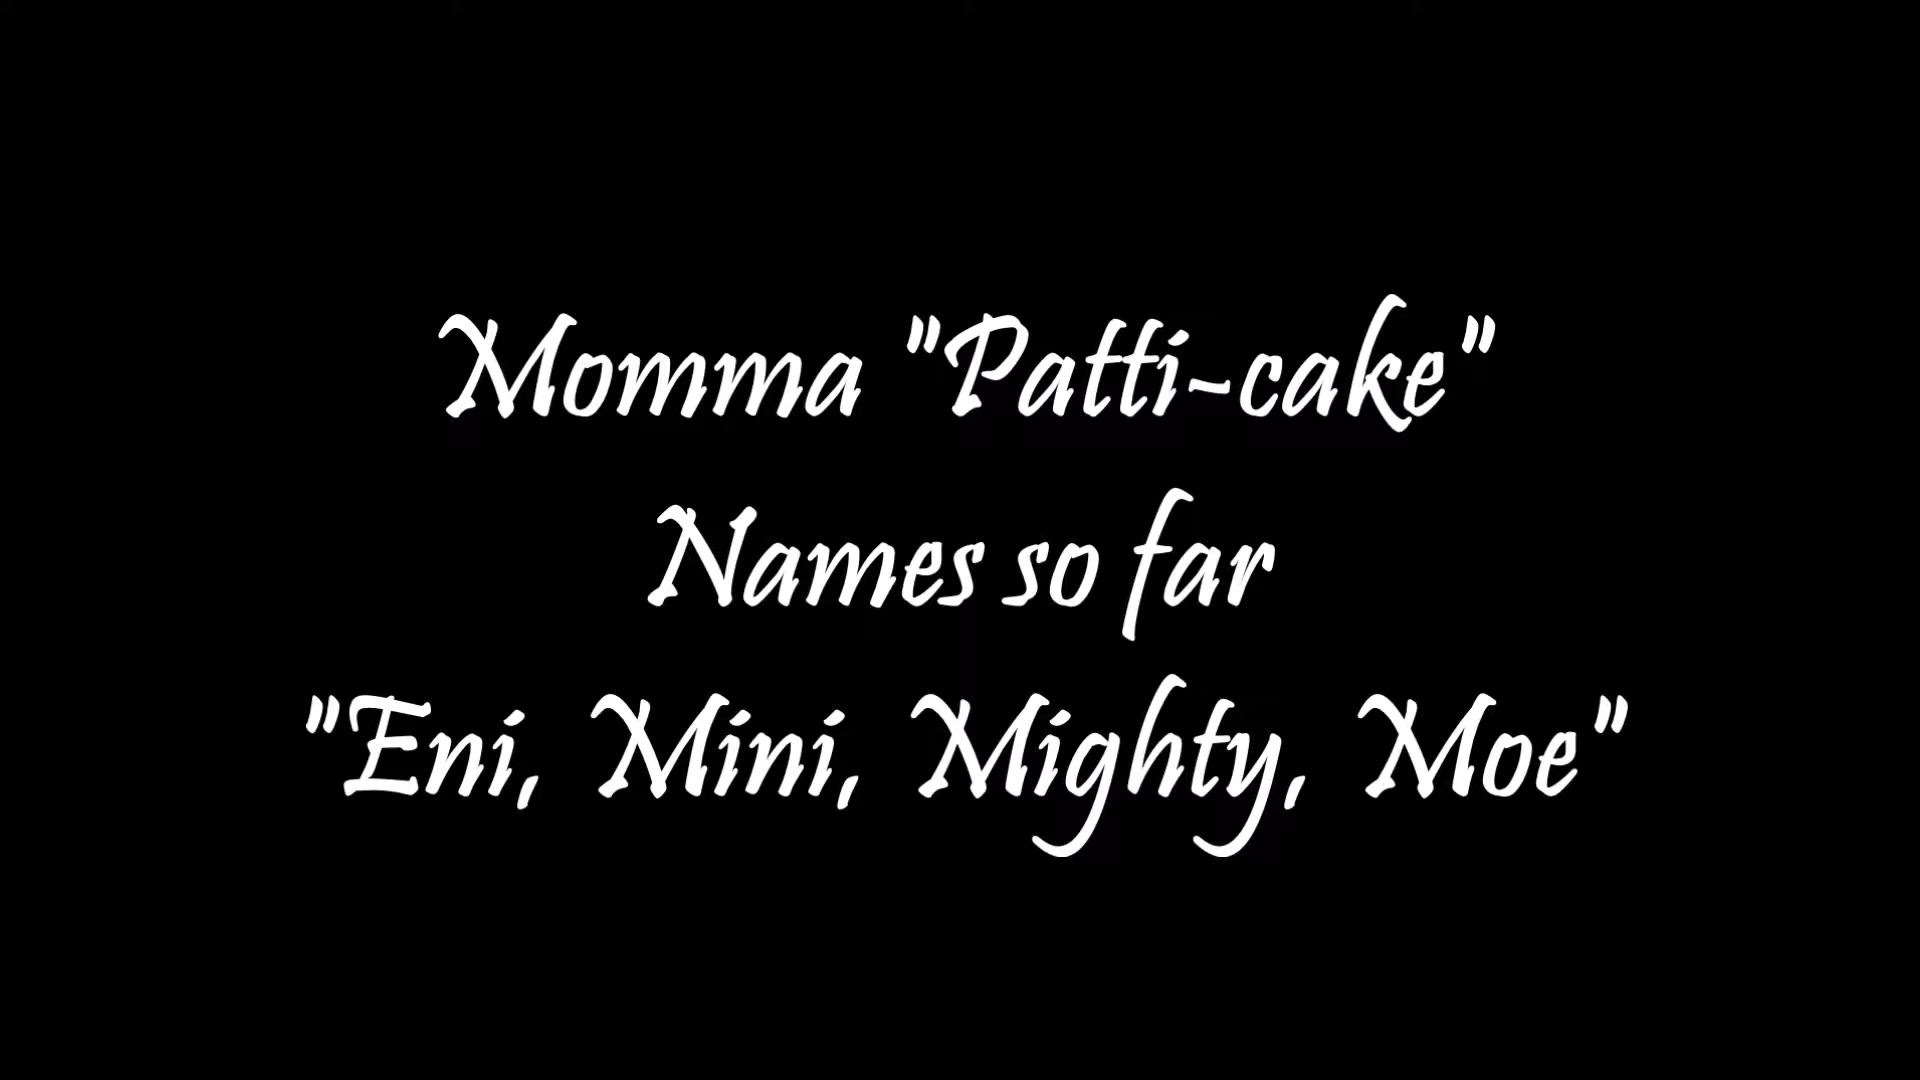 Momma "Patti-cake"
Names so far
"Eni, Mini, Mighty, Moe"